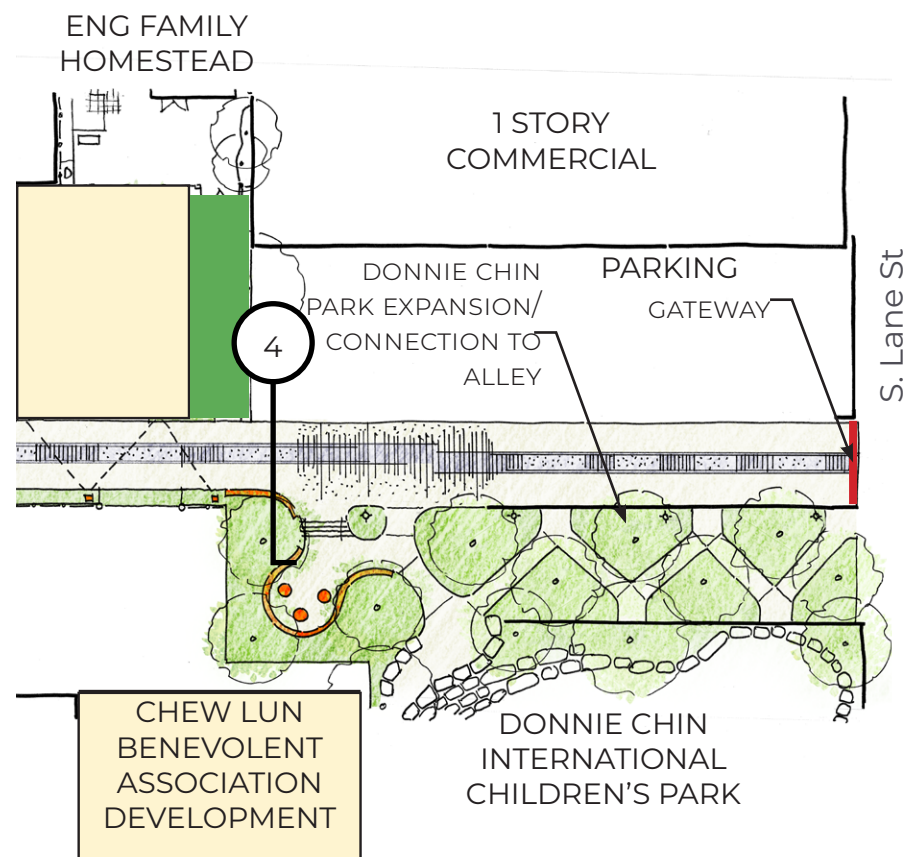 ENG FAMILY
HOMESTEAD
1 STORY
COMMERCIAL
DONNIE CHIN
PARK EXPANSION/
CONNECTION TO
ALLEY
PARKING
GATEWAY
S. Lane St
4
CHEW LUN
BENEVOLENT
ASSOCIATION
DEVELOPMENT
DONNIE CHIN
INTERNATIONAL
CHILDREN’S PARK